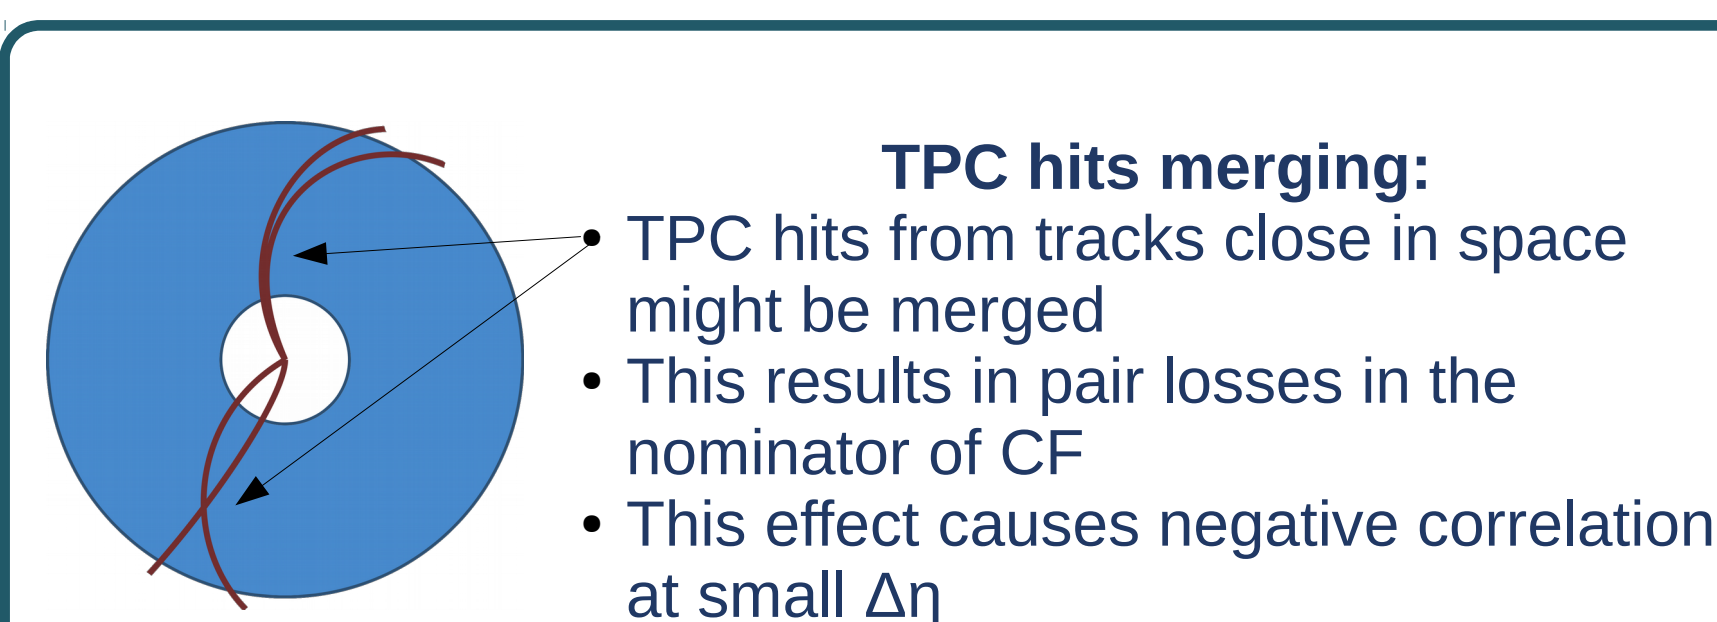 TPC hits merging:
• TPC hits from tracks close in space
might be merged
• This results in pair losses in the
nominator of CF
• This effect causes negative correlation
at small Δη